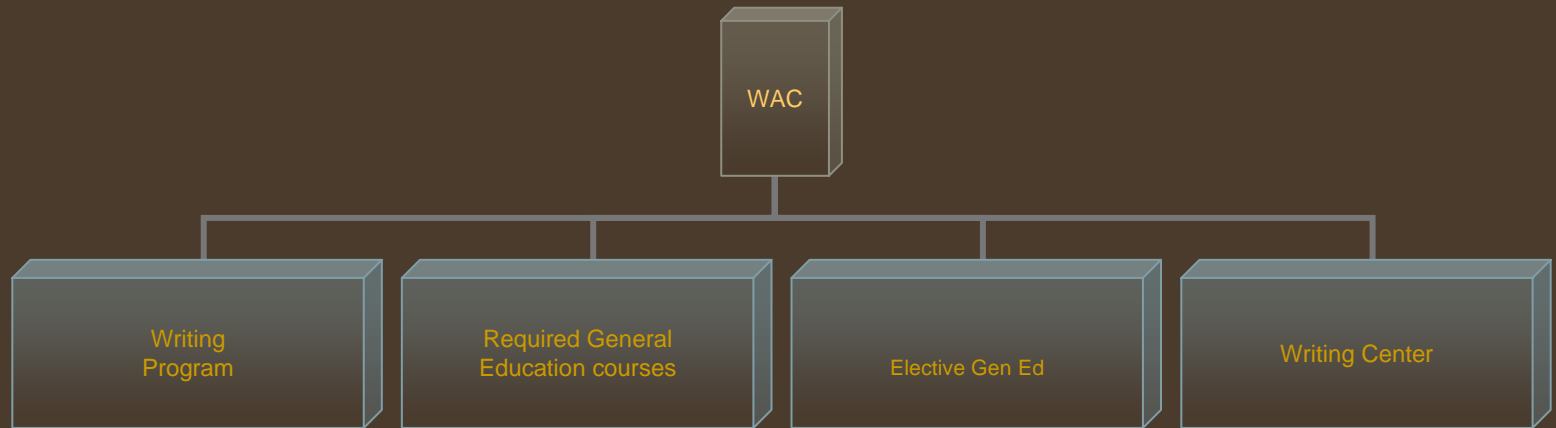 WAC
Writing
Program
Required General
Education courses
Elective Gen Ed
Writing Center